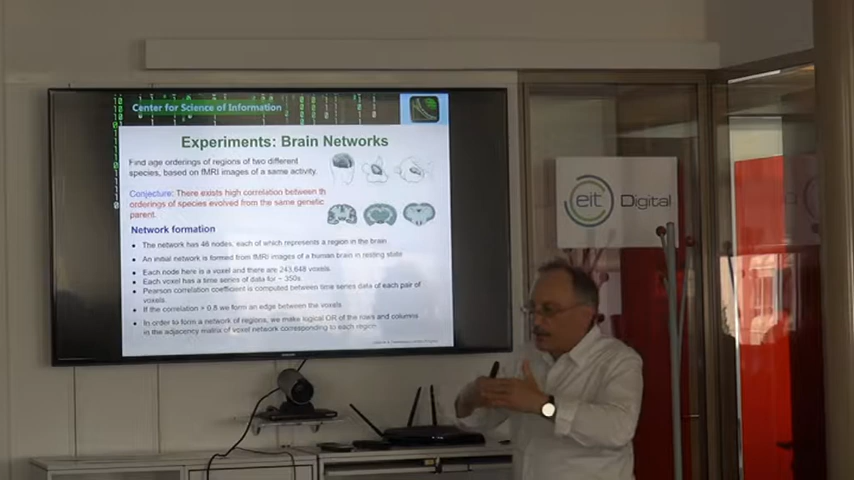 Center for Science of Information
Experiments: Brain Networks
Find age orderings of regions of two different
species, based on fMRI images of a same activity.
Conjecture: There exists high correlation between th
orderings of species evolved from the same genetic
parent.
Network formation
• The network has 46 nodes, each of which represents a region in the brain
• An initial network is formed from fMRI images of a human brain in resting state
• Each node here is a voxel and there are 243,648 voxels.
• Each voxel has a time series of data for ~ 350s.
• Pearson correlation coefficient is computed between time series data of each pair of
voxels.
• If the correlation > 0.8 we form an edge between the voxels.
• In order to form a network of regions, we make logical OR of the rows and columns
in the adjacency matrix of voxel network corresponding to each region.
eit Digital